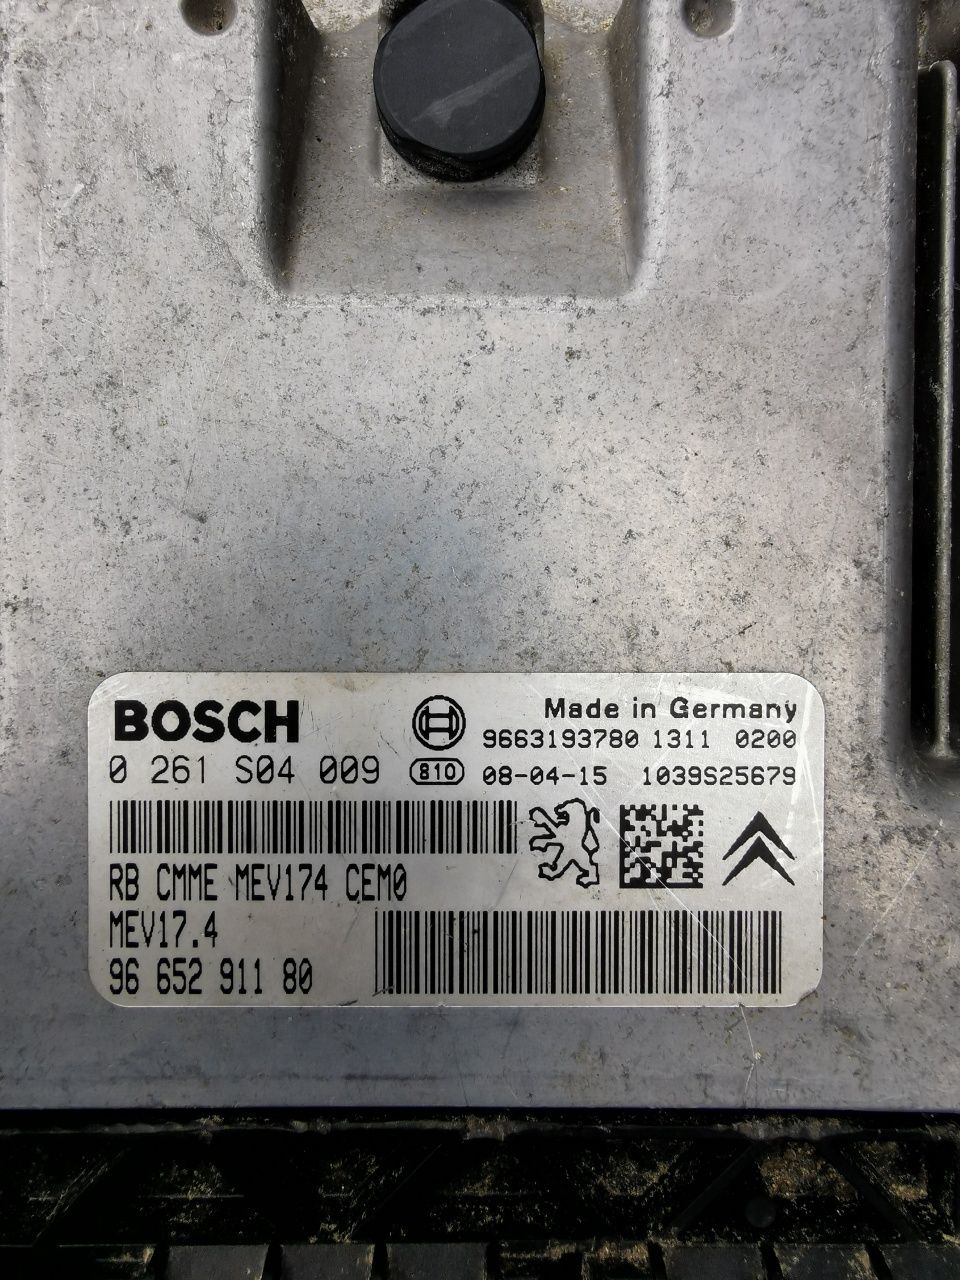 BOSCH
Made in Germany
9663193780 1311 0200
0 261 S04 009
810
08-04-15 1039S25679
RB CMME MEV174 CEM0
MEV17.4
96 652 911 80